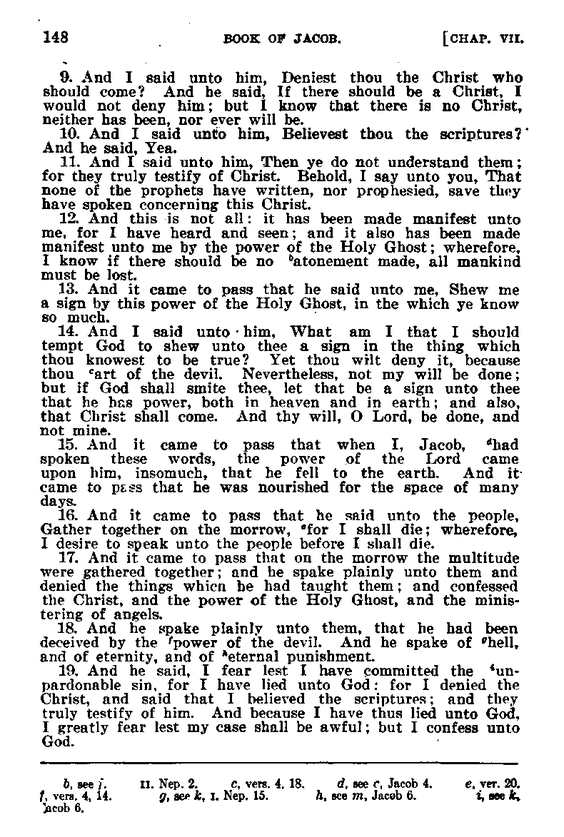 148 BOOK OF JACOB. [CHAP. VII.
9. And I said unto him, Deniest thou the Christ who
should come? And he said, If there should be a Christ, I
would not deny him; but I know that there is no Christ,
neither has been, nor ever will be.
10. And I said unto him, Believest thou the scriptures?
And he said, Yea.
11. And I said unto him, Then ye do not understand them;
for they truly testify of Christ. Behold, I say unto you, That
none of the prophets have written, nor prophesied, save they
have spoken concerning this Christ.
12. And this is not all: it has been made manifest unto
me, for I have heard and seen; and it also has been made
manifest unto me by the power of the Holy Ghost; wherefore,
I know if there should be no ᵇatonement made, all mankind
must be lost.
13. And it came to pass that he said unto me, Shew me
a sign by this power of the Holy Ghost, in the which ye know
so much.
14. And I said unto him, What am I that I should
tempt God to shew unto thee a sign in the thing which
thou knowest to be true? Yet thou wilt deny it, because
thou ᶜart of the devil. Nevertheless, not my will be done;
but if God shall smite thee, let that be a sign unto thee
that he has power, both in heaven and in earth; and also,
that Christ shall come. And thy will, O Lord, be done, and
not mine.
15. And it came to pass that when I, Jacob, ᵈhad
spoken these words, the power of the Lord came
upon him, insomuch, that he fell to the earth. And it
came to pass that he was nourished for the space of many
days.
16. And it came to pass that he said unto the people,
Gather together on the morrow, ᵉfor I shall die; wherefore,
I desire to speak unto the people before I shall die.
17. And it came to pass that on the morrow the multitude
were gathered together; and he spake plainly unto them and
denied the things which he had taught them; and confessed
the Christ, and the power of the Holy Ghost, and the minis-
tering of angels.
18. And he spake plainly unto them, that he had been
deceived by the ᶠpower of the devil. And he spake of ᵍhell,
and of eternity, and of ʰeternal punishment.
19. And he said, I fear lest I have committed the ⁱun-
pardonable sin, for I have lied unto God: for I denied the
Christ, and said that I believed the scriptures; and they
truly testify of him. And because I have thus lied unto God,
I greatly fear lest my case shall be awful; but I confess unto
God.
b, see j. II. Nep. 2. c, vers. 4, 18. d, see c, Jacob 4. e, ver. 20.
f, vers. 4, 14. g, see k, I. Nep. 15. h, see m, Jacob 6. i, see k,
Jacob 6.